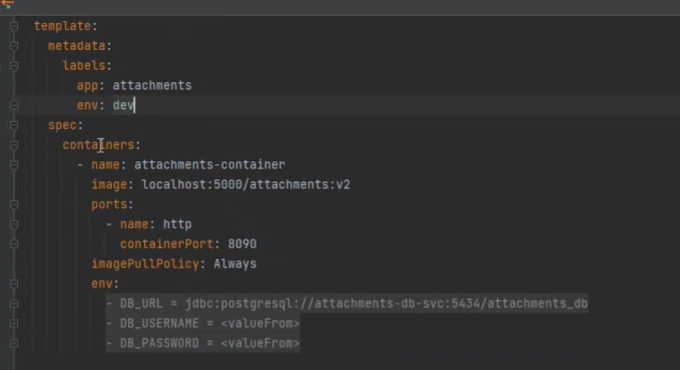 template:
metadata:
labels:
app: attachments
env: dev
spec:
containers:
- name: attachments-container
image: localhost:5000/attachments:v2
ports:
- name: http
containerPort: 8090
imagePullPolicy: Always
env:
- DB_URL = jdbc:postgresql://attachments-db-svc:5434/attachments_db
- DB_USERNAME = <valueFrom>
- DB_PASSWORD = <valueFrom>